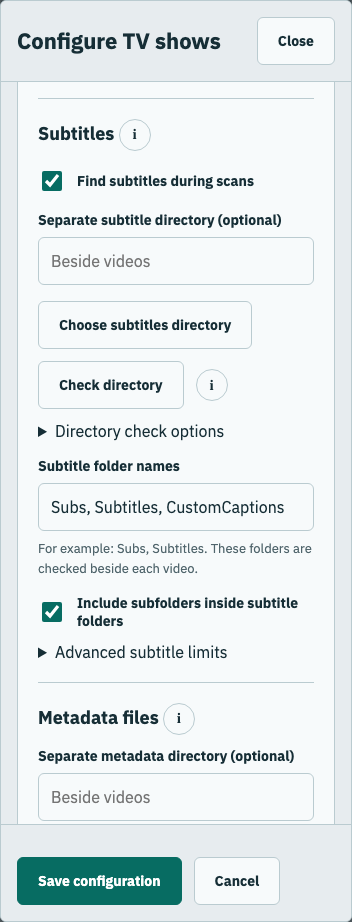 Configure TV shows
Close
Subtitles i
Find subtitles during scans
Separate subtitle directory (optional)
Beside videos
Choose subtitles directory
Check directory i
Directory check options
Subtitle folder names
Subs, Subtitles, CustomCaptions
For example: Subs, Subtitles. These folders are
checked beside each video.
Include subfolders inside subtitle
folders
Advanced subtitle limits
Metadata files i
Separate metadata directory (optional)
Beside videos
Save configuration
Cancel